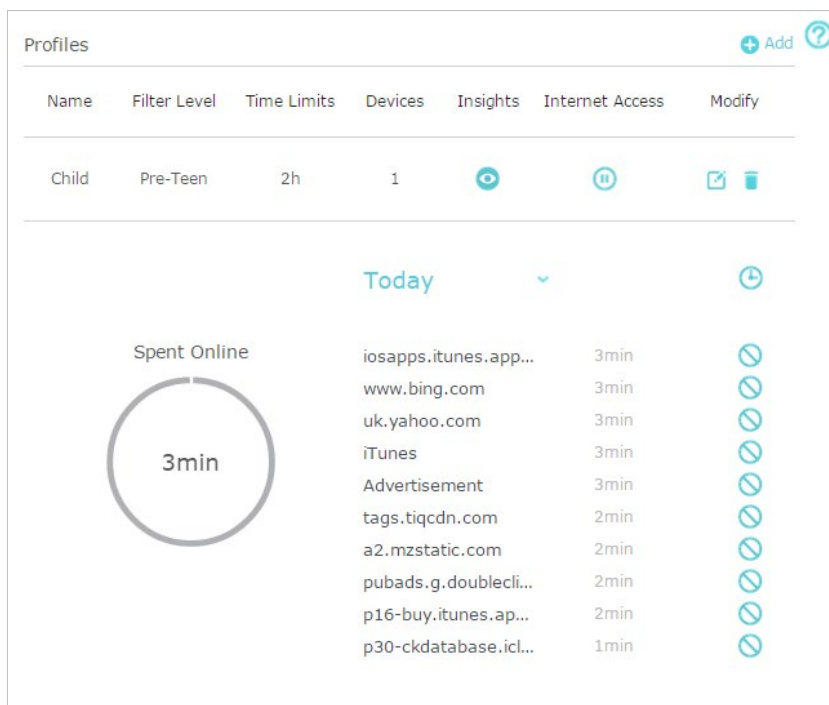 Profiles Add
Name Filter Level Time Limits Devices Insights Internet Access Modify
Child Pre-Teen 2h 1
Today
Spent Online
3min
iosapps.itunes.app... 3min
www.bing.com 3min
uk.yahoo.com 3min
iTunes 3min
Advertisement 3min
tags.tiqcdn.com 2min
a2.mzstatic.com 2min
pubads.g.doublecli... 2min
p16-buy.itunes.ap... 2min
p30-ckdatabase.icl... 1min